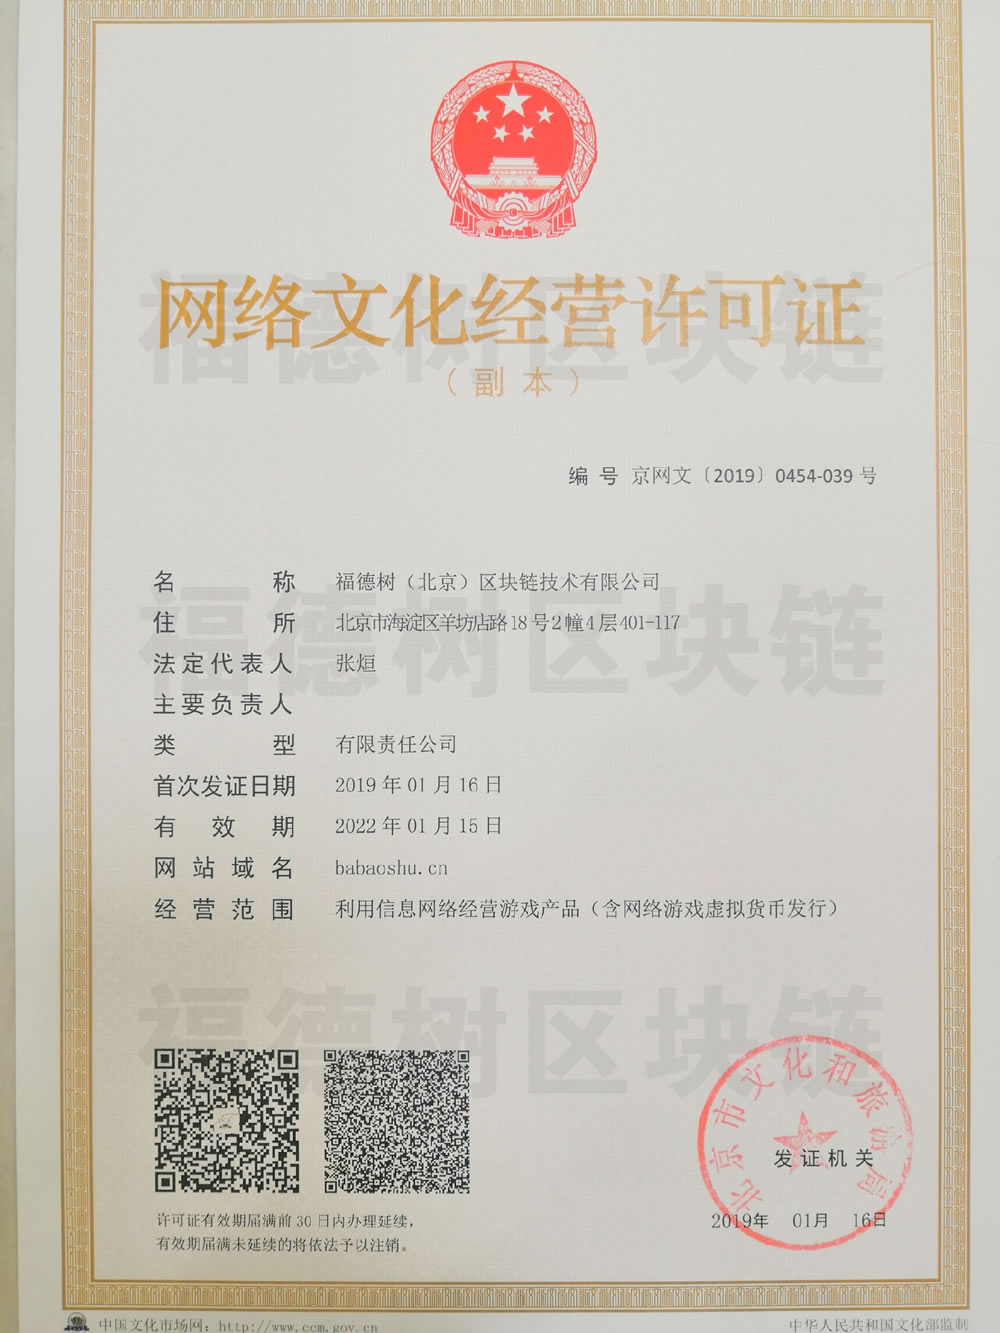 网络文化经营许可证
（副本）
编号 京网文〔2019〕0454-039 号
名称 福德树（北京）区块链技术有限公司
住所 北京市海淀区羊坊店路18号2幢4层401-117
法定代表人 张烜
主要负责人
类型 有限责任公司
首次发证日期 2019年01月16日
有效期 2022年01月15日
网站域名 babaoshu.cn
经营范围 利用信息网络经营游戏产品（含网络游戏虚拟货币发行）
福德树区块链
福德树区块链
福德树区块链
北京市文化和旅游局
发证机关
2019年 01月 16日
许可证有效期届满前30日内办理延续，
有效期届满未延续的将依法予以注销。
中国文化市场网：http://www.ccm.gov.cn
中华人民共和国文化部监制